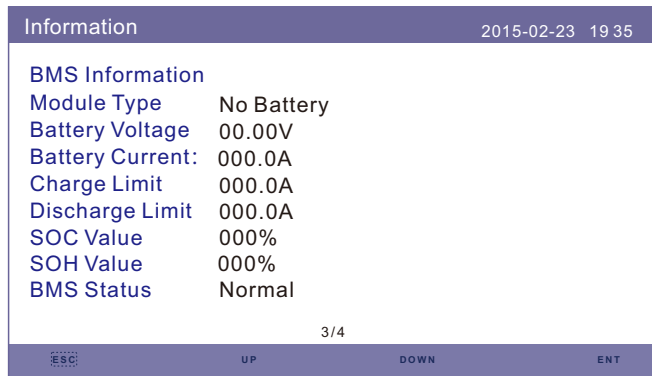 Information 2015-02-23 19 35
BMS Information
Module Type No Battery
Battery Voltage 00.00V
Battery Current: 000.0A
Charge Limit 000.0A
Discharge Limit 000.0A
SOC Value 000%
SOH Value 000%
BMS Status Normal
3/4
ESC UP DOWN ENT